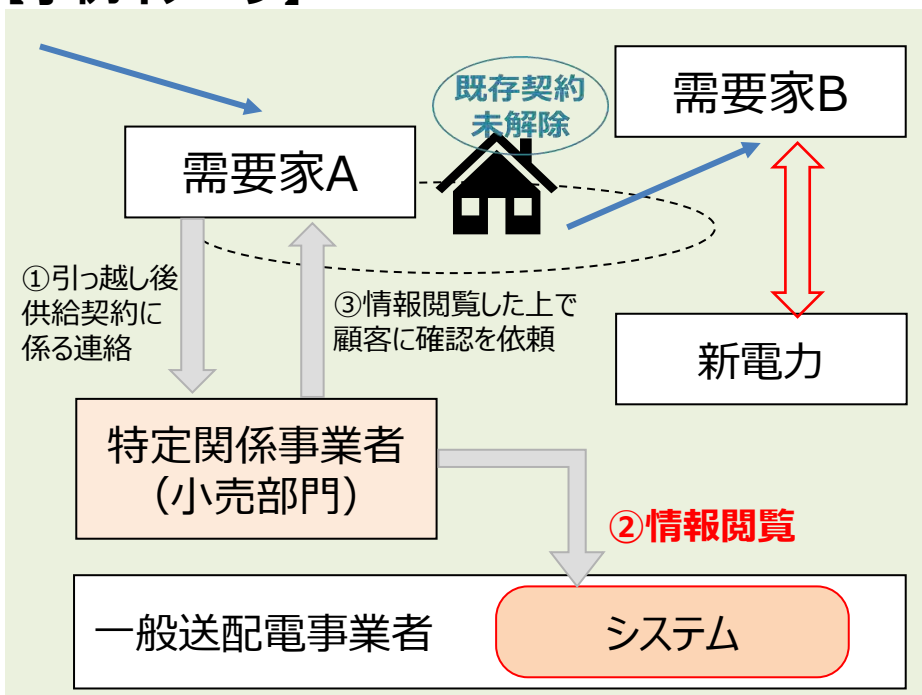 既存契約
未解除
需要家B
需要家A
①引っ越し後
供給契約に
係る連絡
③情報閲覧した上で
顧客に確認を依頼
新電力
特定関係事業者
(小売部門)
②情報閲覧
一般送配電事業者
システム